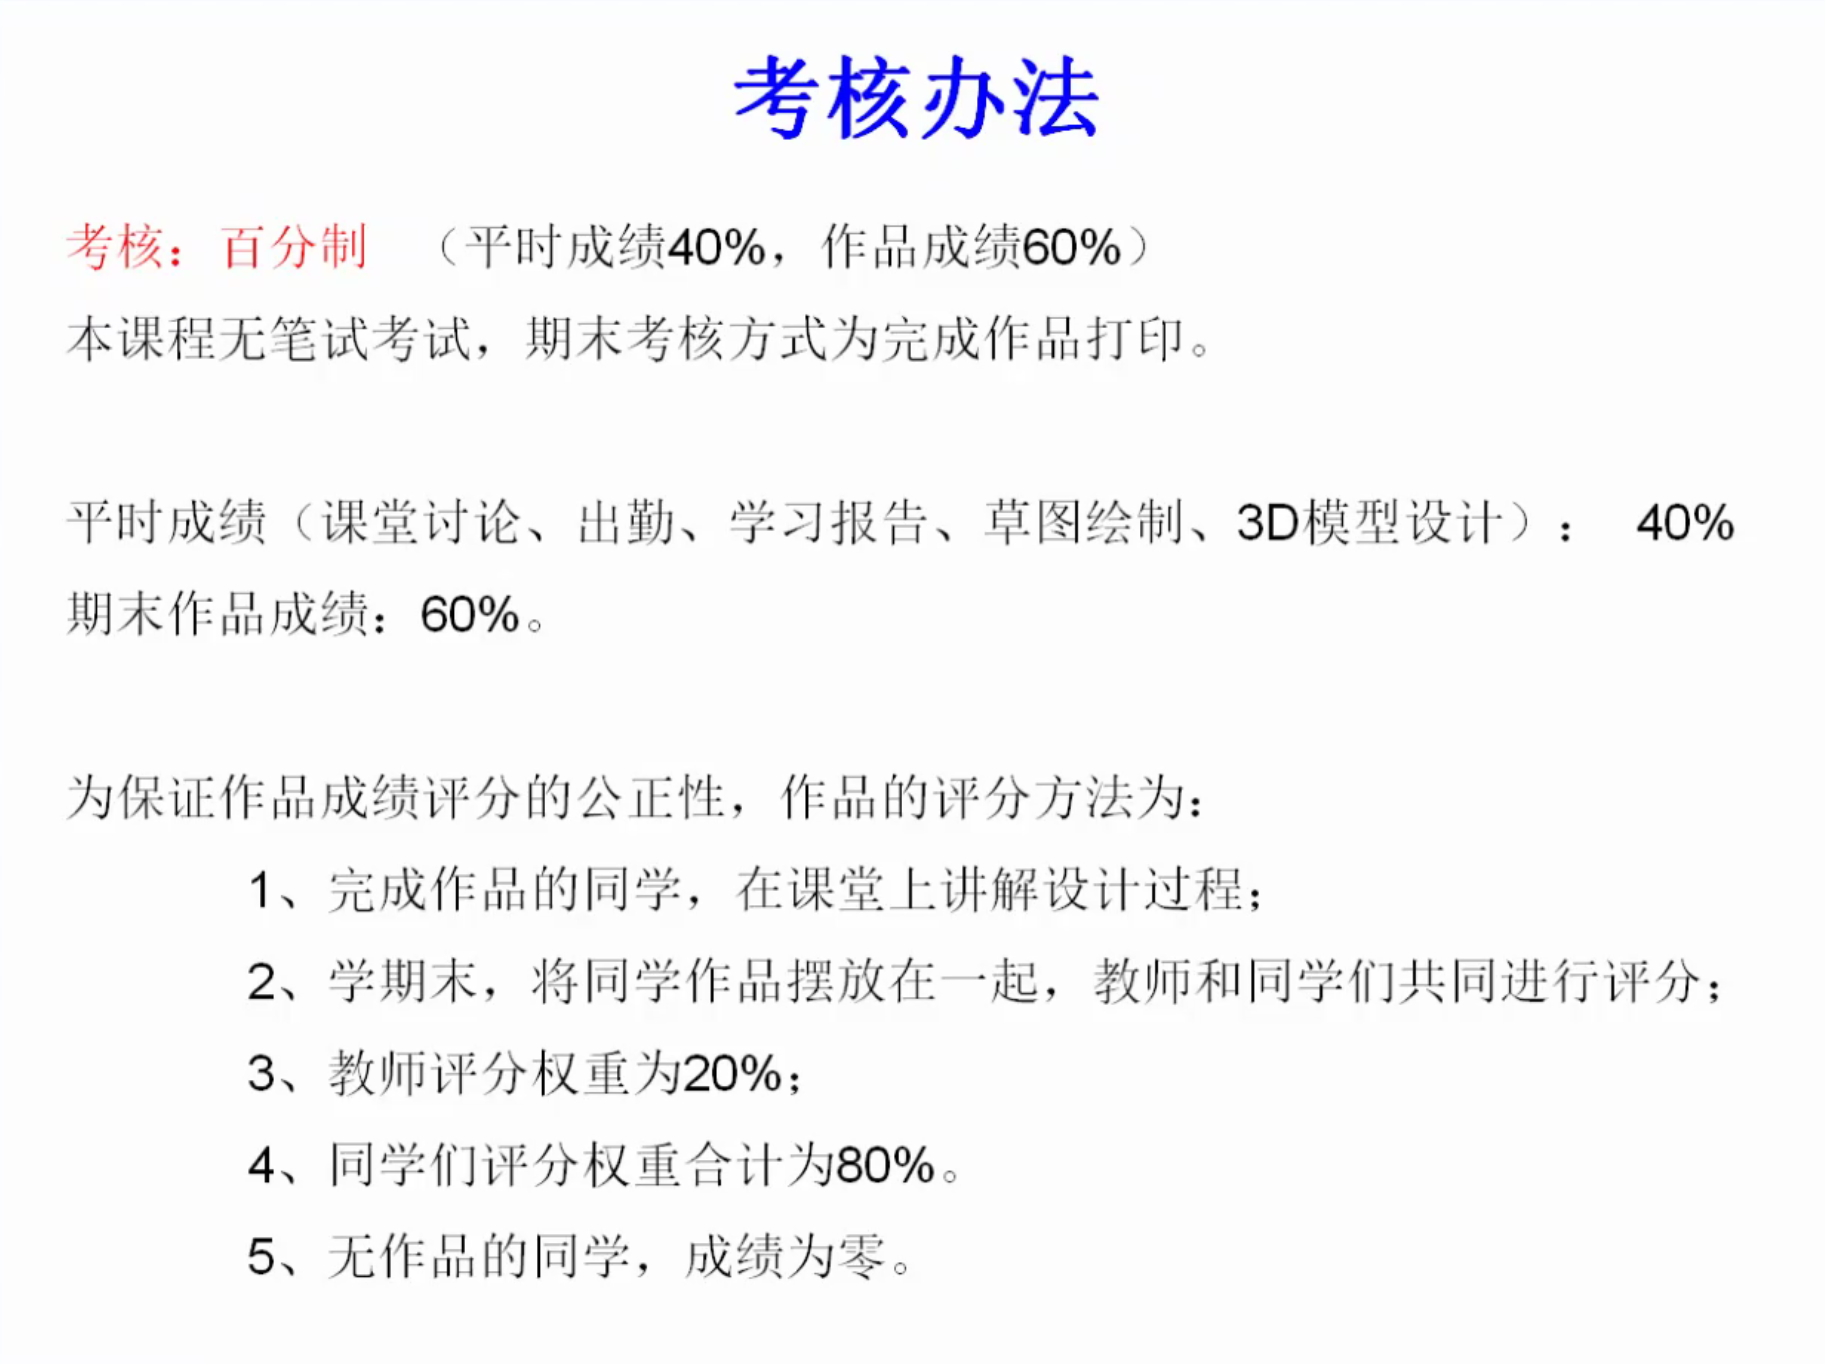 考核办法
考核：百分制 （平时成绩40%，作品成绩60%）
本课程无笔试考试，期末考核方式为完成作品打印。
平时成绩（课堂讨论、出勤、学习报告、草图绘制、3D模型设计）： 40%
期末作品成绩：60%。
为保证作品成绩评分的公正性，作品的评分方法为：
1、完成作品的同学，在课堂上讲解设计过程；
2、学期末，将同学作品摆放在一起，教师和同学们共同进行评分；
3、教师评分权重为20%；
4、同学们评分权重合计为80%。
5、无作品的同学，成绩为零。